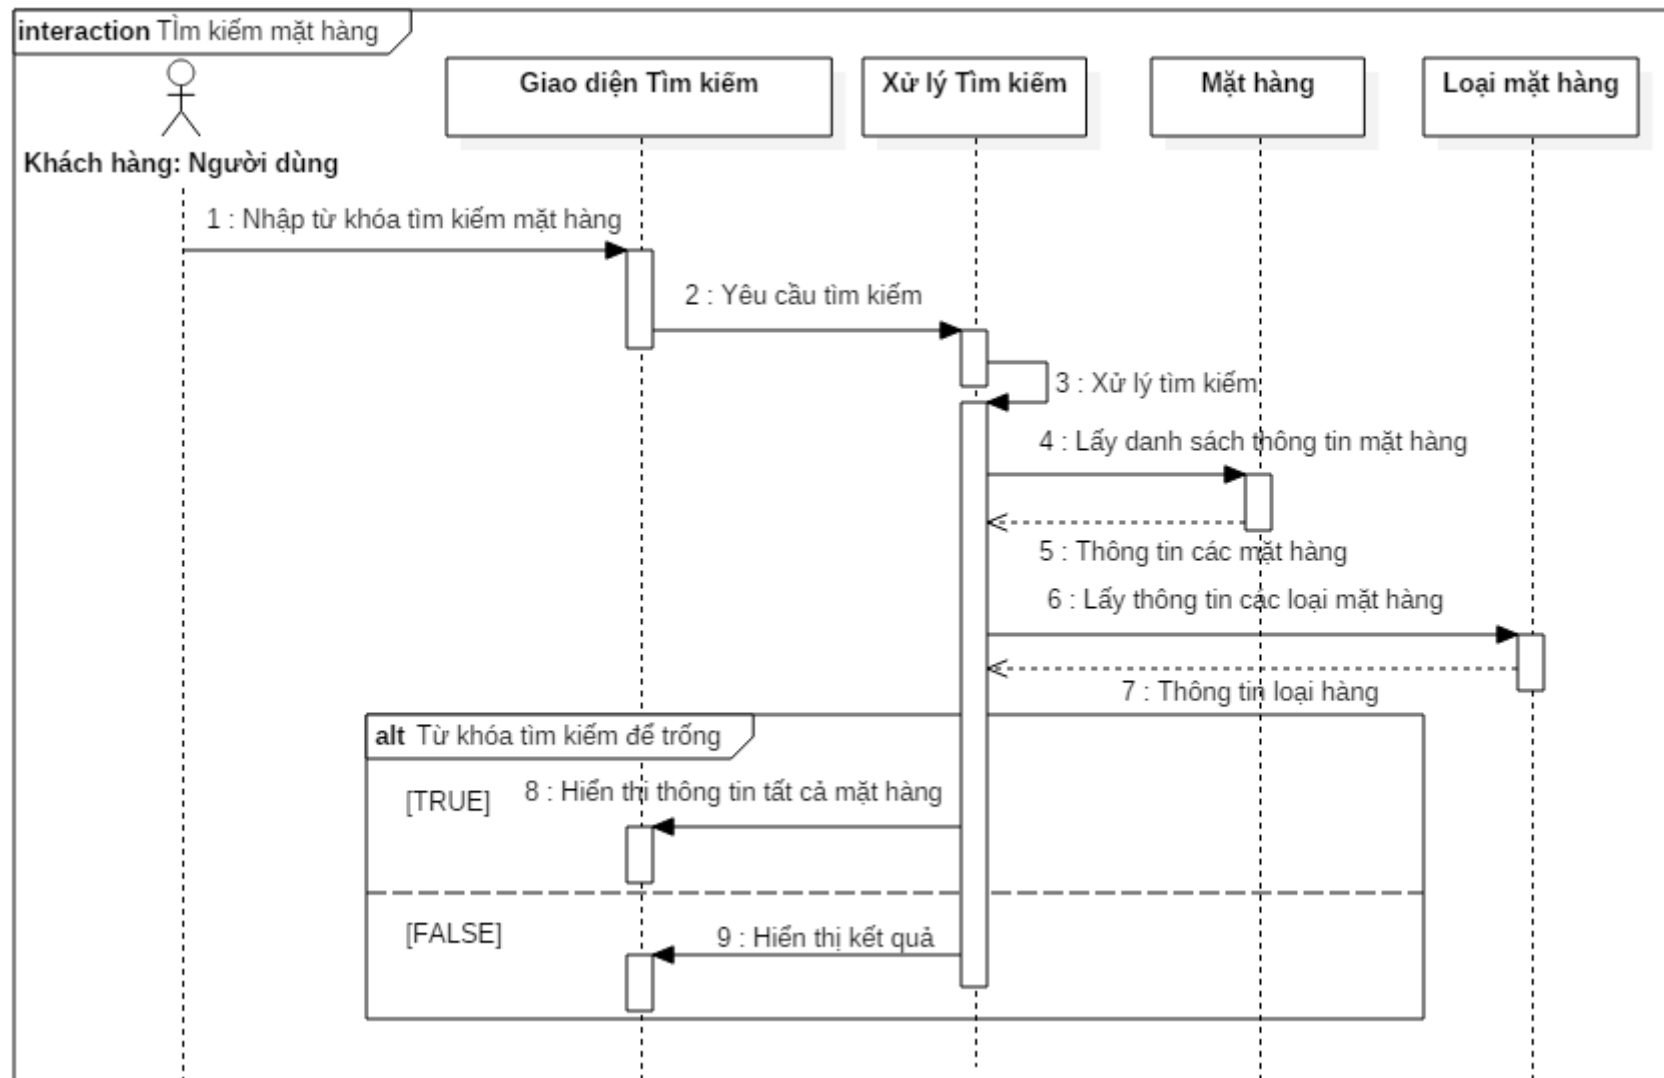 interaction TÌm kiếm mặt hàng
Giao diện Tìm kiếm
Xử lý Tìm kiếm
Mặt hàng
Loại mặt hàng
Khách hàng: Người dùng
1 : Nhập từ khóa tìm kiếm mặt hàng
2 : Yêu cầu tìm kiếm
3 : Xử lý tìm kiếm
4 : Lấy danh sách thông tin mặt hàng
5 : Thông tin các mặt hàng
6 : Lấy thông tin các loại mặt hàng
7 : Thông tin loại hàng
alt Từ khóa tìm kiếm để trống
[TRUE]
8 : Hiển thị thông tin tất cả mặt hàng
[FALSE]
9 : Hiển thị kết quả